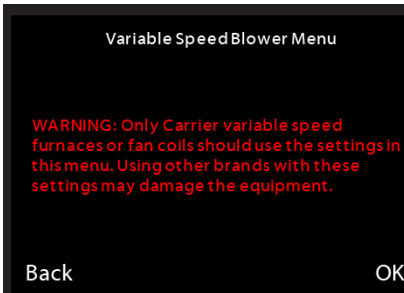 Variable Speed Blower Menu
WARNING: Only Carrier variable speed
furnaces or fan coils should use the settings in
this menu. Using other brands with these
settings may damage the equipment.
Back OK